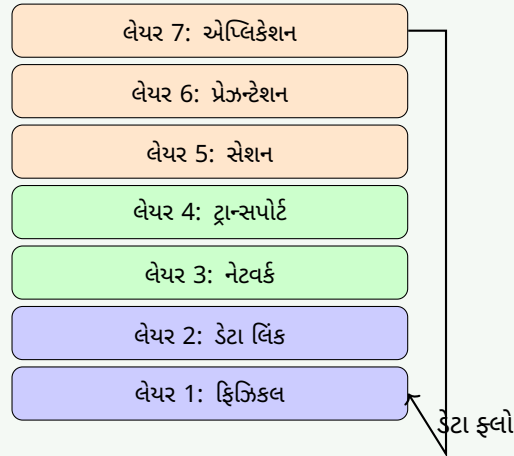 લેયર 7: એપ્લિકેશન
લેયર 6: પ્રેઝન્ટેશન
લેયર 5: સેશન
લેયર 4: ટ્રાન્સપોર્ટ
લેયર 3: નેટવર્ક
લેયર 2: ડેટા લિંક
લેયર 1: ફિઝિકલ
ડેટા ફ્લો